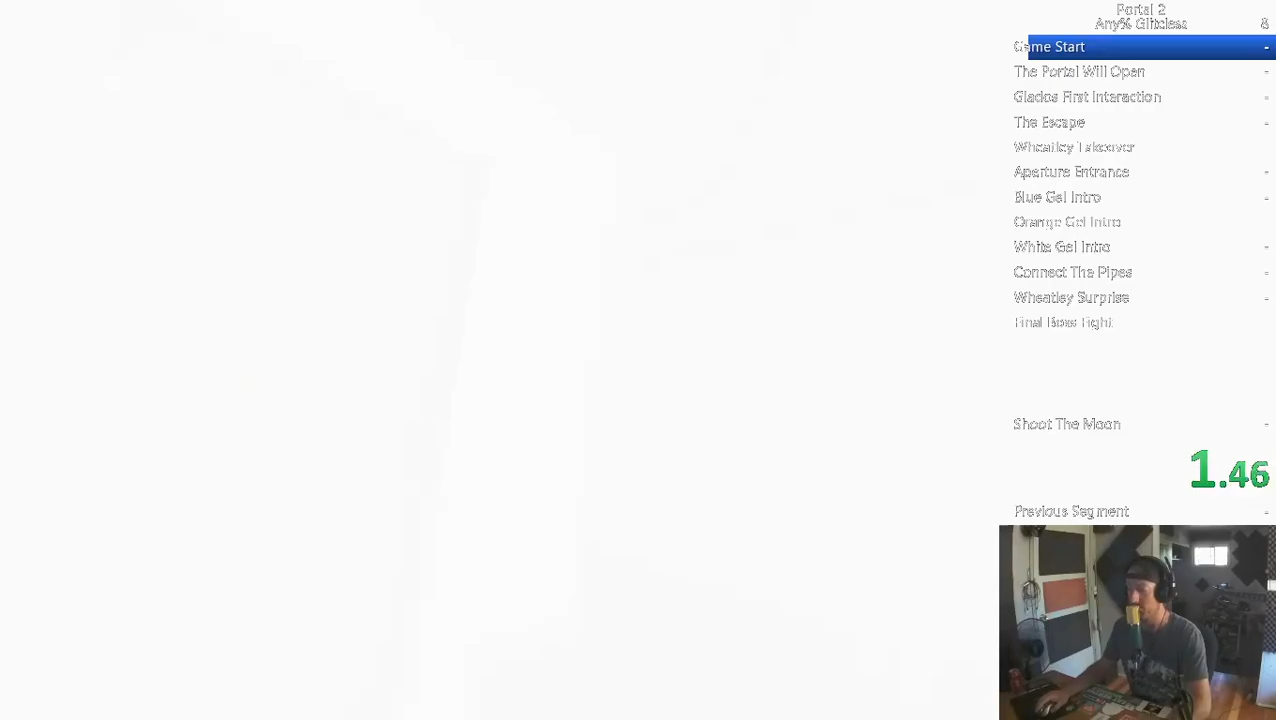 Portal 2
Any% Glitcless 8
Game Start -
The Portal Will Open -
Glados First Interaction -
The Escape -
Wheatley Takeover
Aperture Entrance -
Blue Gel Intro -
Orange Gel Intro
White Gel Intro -
Connect The Pipes -
Wheatley Surprise -
Final Boss Fight
Shoot The Moon -
1.46
Previous Segment -